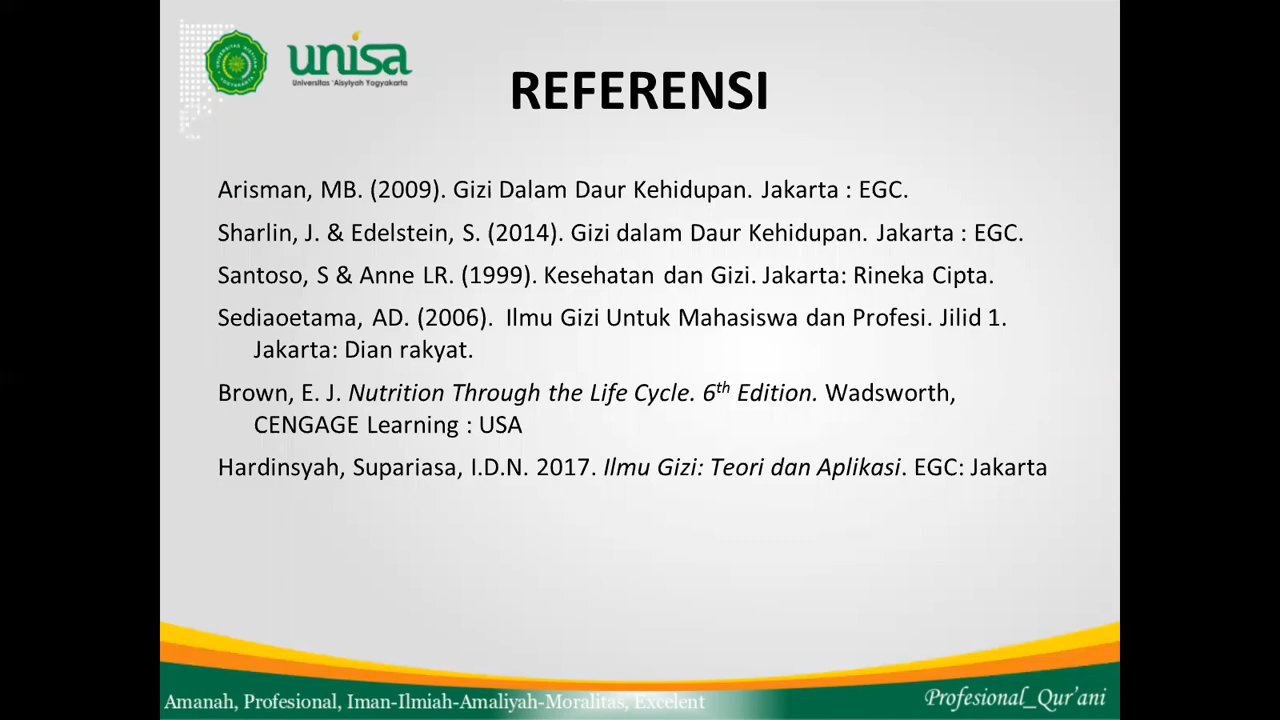 unisa
Universitas 'Aisyiyah Yogyakarta
REFERENSI
Arisman, MB. (2009). Gizi Dalam Daur Kehidupan. Jakarta : EGC.
Sharlin, J. & Edelstein, S. (2014). Gizi dalam Daur Kehidupan. Jakarta : EGC.
Santoso, S & Anne LR. (1999). Kesehatan dan Gizi. Jakarta: Rineka Cipta.
Sediaoetama, AD. (2006). Ilmu Gizi Untuk Mahasiswa dan Profesi. Jilid 1.
Jakarta: Dian rakyat.
Brown, E. J. Nutrition Through the Life Cycle. 6th Edition. Wadsworth,
CENGAGE Learning : USA
Hardinsyah, Supariasa, I.D.N. 2017. Ilmu Gizi: Teori dan Aplikasi. EGC: Jakarta
Amanah, Profesional, Iman-Ilmiah-Amaliyah-Moralitas, Excelent
Profesional_Qur'ani